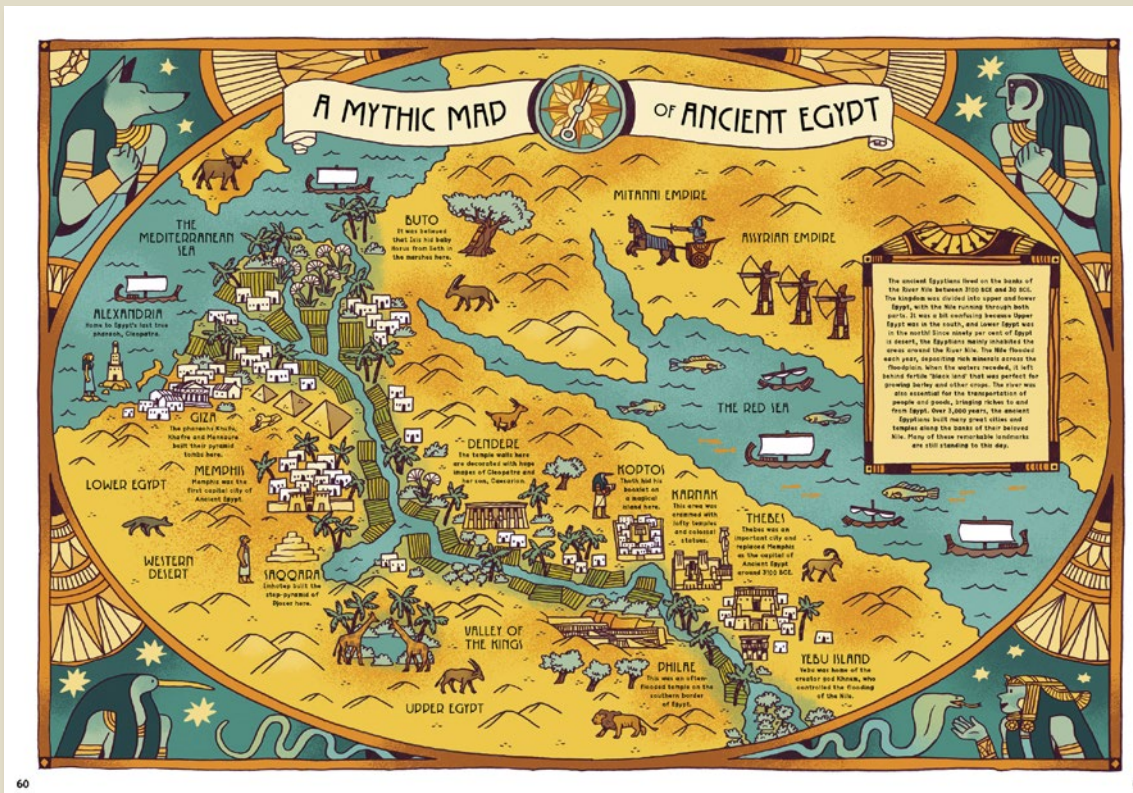 A MYTHIC MAP OF ANCIENT EGYPT
THE
MEDITERRANEAN
SEA
BUTO
It was believed
that Isis hid baby
Horus from Seth in
the marshes here.
MITANNI EMPIRE
ASSYRIAN EMPIRE
ALEXANDRIA
Home to Egypt's last true
pharaoh, Cleopatra.
The ancient Egyptians lived on the banks of
the River Nile between 3100 BCE and 30 BCE.
The kingdom was divided into upper and lower
Egypt, with the Nile running through both
parts. It was a bit confusing because Upper
Egypt was in the south, and Lower Egypt was
in the north! Since ninety per cent of Egypt
is desert, the Egyptians mainly inhabited the
areas around the River Nile. The Nile flooded
each year, depositing rich minerals across the
floodplain. When the waters receded, it left
behind fertile 'black land' that was perfect for
growing barley and other crops. The river was
also essential for the transportation of
people and goods, bringing riches to and
from Egypt. Over 3,000 years, the ancient
Egyptians built many great cities and
temples along the banks of their beloved
Nile. Many of these remarkable landmarks
are still standing to this day.
THE RED SEA
GIZA
The pharaohs Khufu,
Khafre and Menkaure
built their pyramid
tombs here.
DENDERE
The temple walls here
are decorated with huge
images of Cleopatra and
her son, Caesarion.
MEMPHIS
Memphis was the
first capital city of
Ancient Egypt.
LOWER EGYPT
KOPTOS
Thoth hid his
booklet on
a magical
island here.
KARNAK
This area was
crammed with
lofty temples
and colossal
statues.
THEBES
Thebes was an
important city and
replaced Memphis
as the capital of
Ancient Egypt
around 3100 BCE.
WESTERN
DESERT
SAQQARA
Imhotep built the
step-pyramid of
Djoser here.
VALLEY OF
THE KINGS
PHILAE
This was an often-
flooded temple on the
southern border
of Egypt.
YEBU ISLAND
Yebu was home of the
creator god Khnum, who
controlled the flooding
of the Nile.
UPPER EGYPT
60